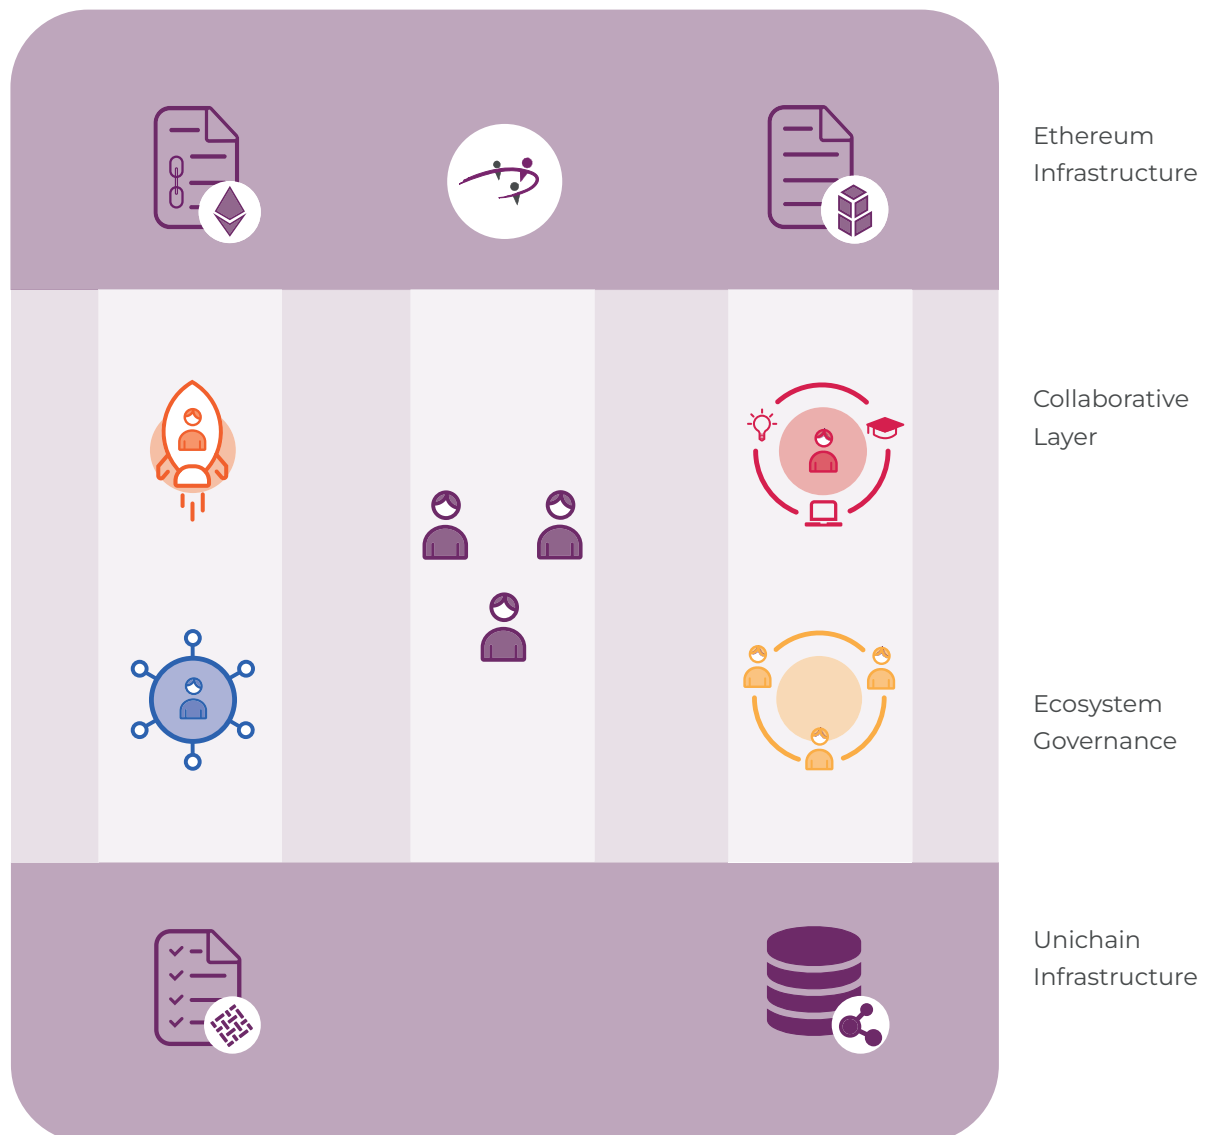 Ethereum
Infrastructure
Collaborative
Layer
Ecosystem
Governance
Unichain
Infrastructure